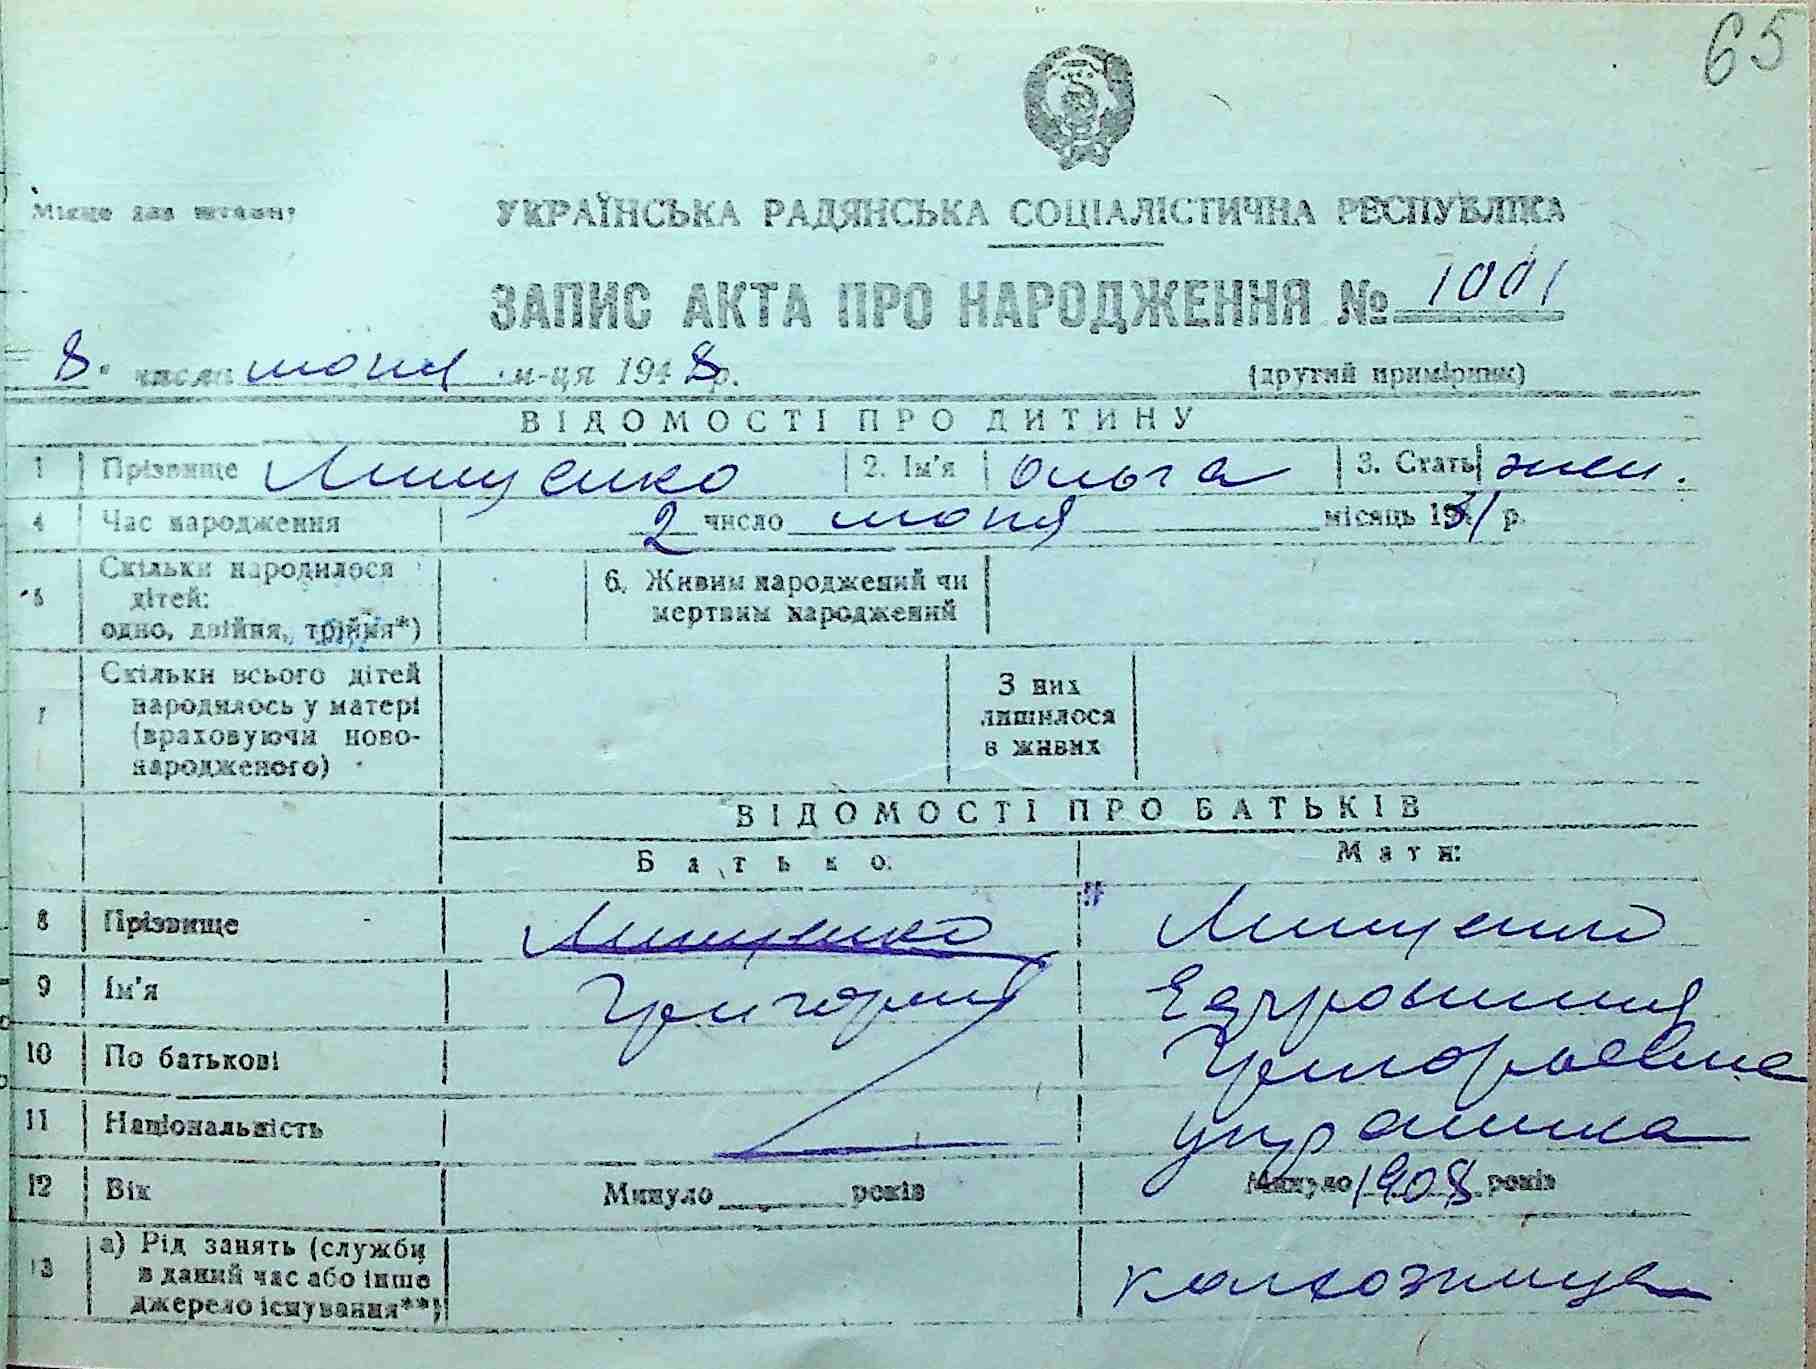 65
Місце для штампу
УКРАЇНСЬКА РАДЯНСЬКА СОЦІАЛІСТИЧНА РЕСПУБЛІКА
ЗАПИС АКТА ПРО НАРОДЖЕННЯ № 1001
8. числа июня м-ця 1948 р. (другий примірник)
ВІДОМОСТІ ПРО ДИТИНУ
1 Прізвище Лищенко 2. Ім'я Ольга 3. Стать жен.
4 Час народження 2 число июня місяць 1931 р.
5 Скільки народилося 6. Живим народжений чи
дітей: мертвим народжений
одно, двійня, трійня*)
7 Скільки всього дітей З них
народилось у матері лишилося
(враховуючи ново- в живих
народженого)
ВІДОМОСТІ ПРО БАТЬКІВ
Батько: Мати:
8 Прізвище Лищенко Лищенко
9 Ім'я Григорий Евфросиния
10 По батькові Григорьевна
11 Національність украинка
12 Вік Минуло років Минуло 1908 років
13 а) Рід занять (служби
в даний час або інше колхозница
джерело існування**)